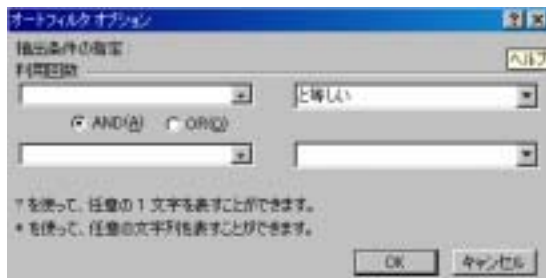 オートフィルタ オプション
抽出条件の指定
ヘルプ
利用回数
と等しい
AND(A) OR(O)
? を使って、任意の 1 文字を表すことができます。
* を使って、任意の文字列を表すことができます。
OK キャンセル